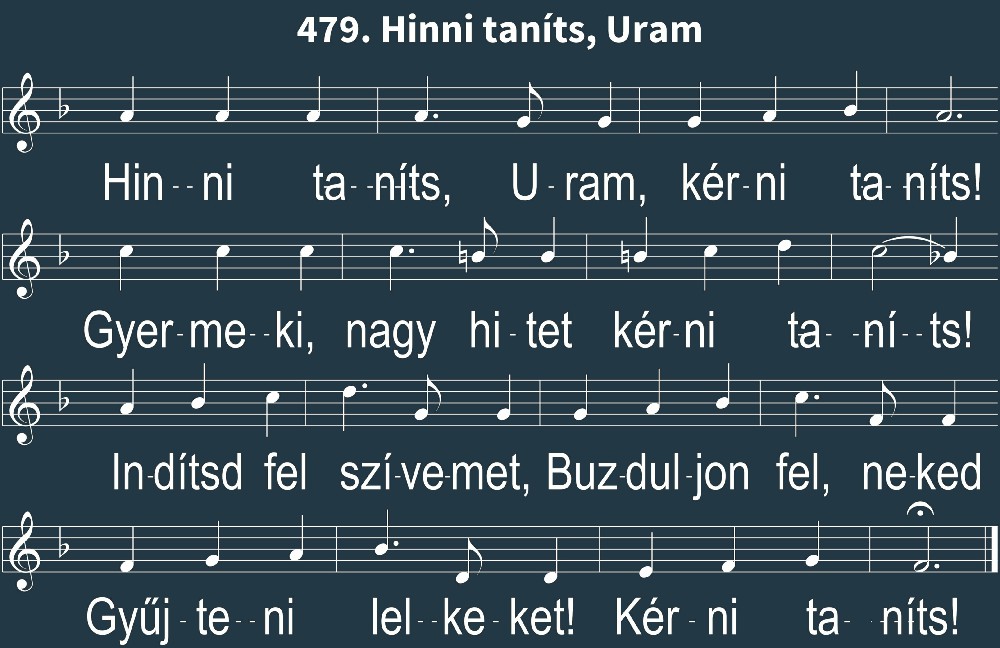 479. Hinni taníts, Uram
Hin - - ni ta- -níts, U - ram, kér - ni ta- níts!
Gyer - me - - ki, nagy hi - tet kér - ni ta- -ní - - ts!
In-dítsd fel szí-ve-met, Buz-dul-jon fel, ne-ked
Gyűj - te - - ni lel - - ke - ket! Kér - ni ta- -níts!